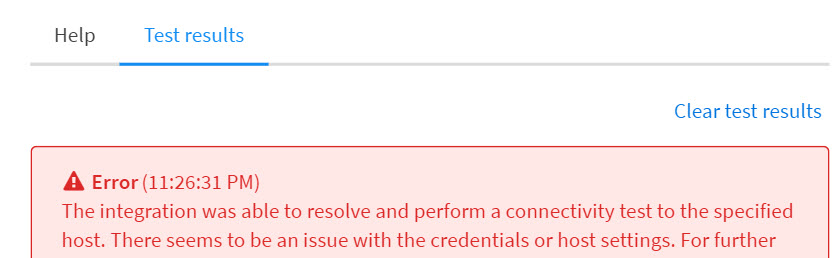 Help
Test results
Clear test results
Error (11:26:31 PM)
The integration was able to resolve and perform a connectivity test to the specified
host. There seems to be an issue with the credentials or host settings. For further